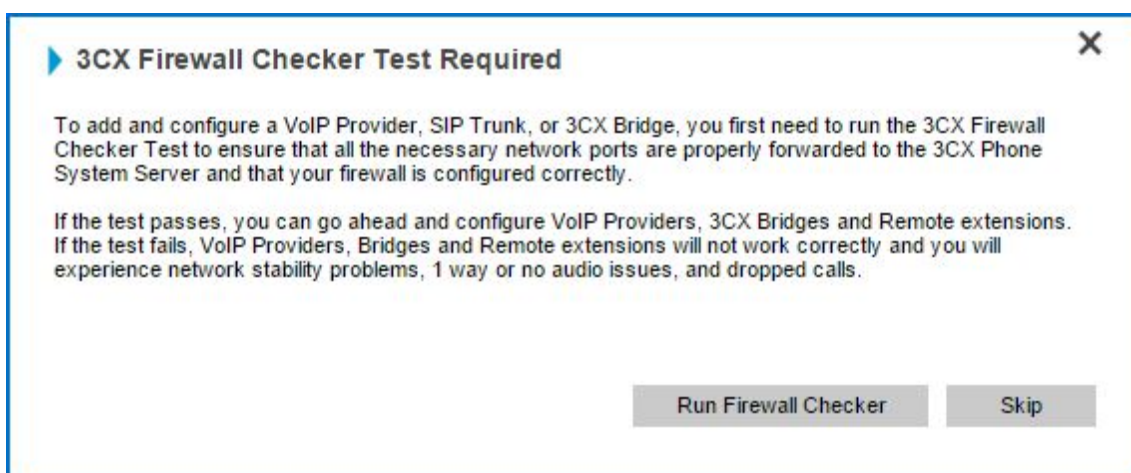 3CX Firewall Checker Test Required
To add and configure a VoIP Provider, SIP Trunk, or 3CX Bridge, you first need to run the 3CX Firewall
Checker Test to ensure that all the necessary network ports are properly forwarded to the 3CX Phone
System Server and that your firewall is configured correctly.
If the test passes, you can go ahead and configure VoIP Providers, 3CX Bridges and Remote extensions.
If the test fails, VoIP Providers, Bridges and Remote extensions will not work correctly and you will
experience network stability problems, 1 way or no audio issues, and dropped calls.
Run Firewall Checker Skip